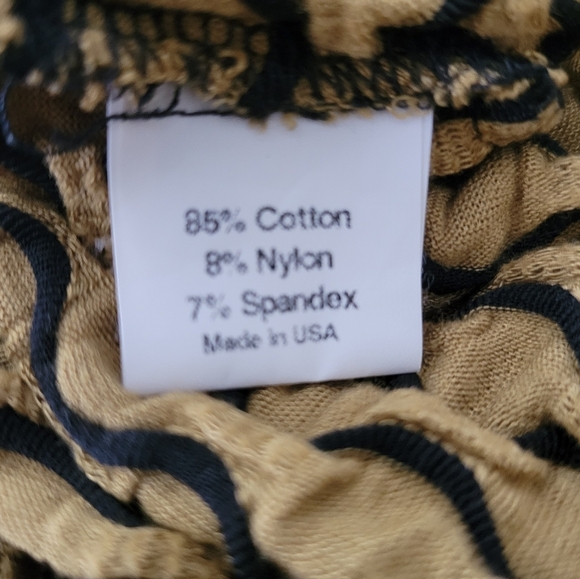 85% Cotton
8% Nylon
7% Spandex
Made in USA